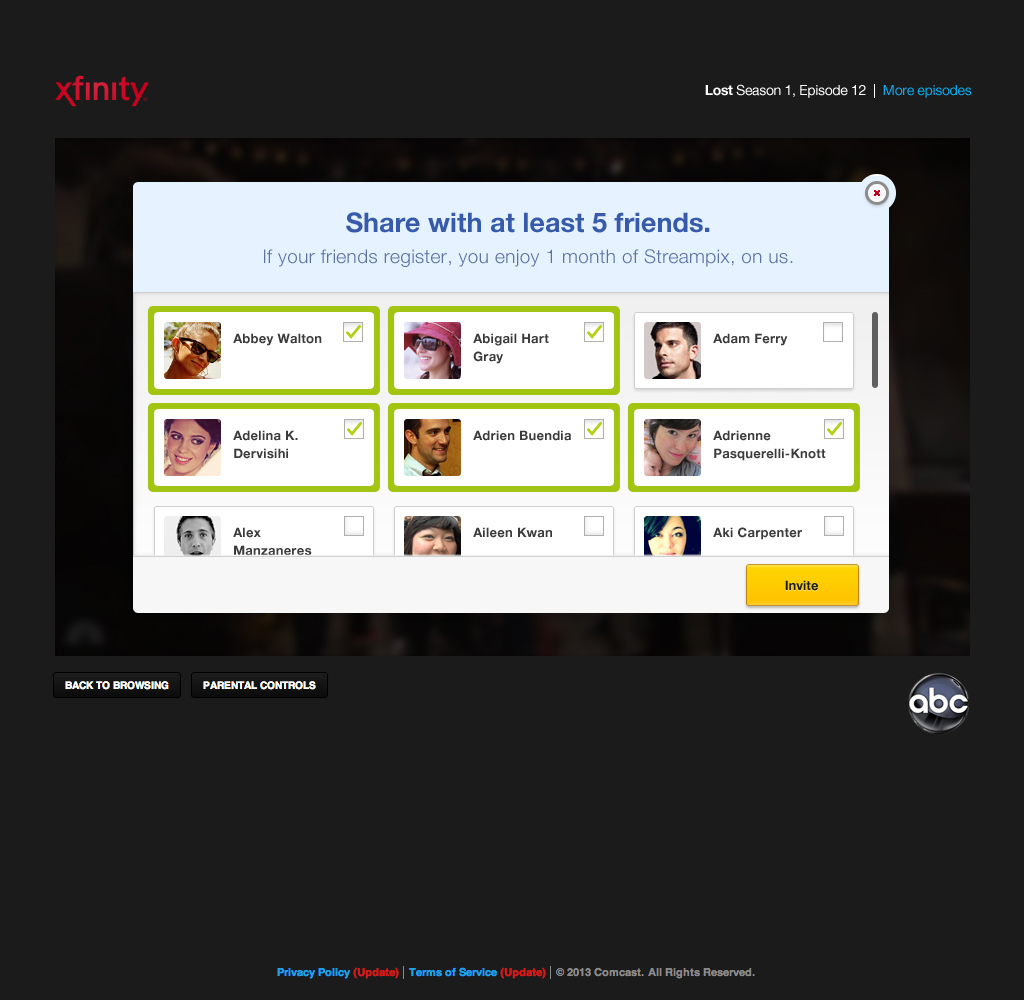 xfinity
Lost Season 1, Episode 12 | More episodes
Share with at least 5 friends.
If your friends register, you enjoy 1 month of Streampix, on us.
Abbey Walton
Abigail Hart
Gray
Adam Ferry
Adelina K.
Dervisihi
Adrien Buendia
Adrienne
Pasquerelli-Knott
Alex
Manzaneres
Aileen Kwan
Aki Carpenter
Invite
BACK TO BROWSING
PARENTAL CONTROLS
abc
Privacy Policy (Update) | Terms of Service (Update) | © 2013 Comcast. All Rights Reserved.